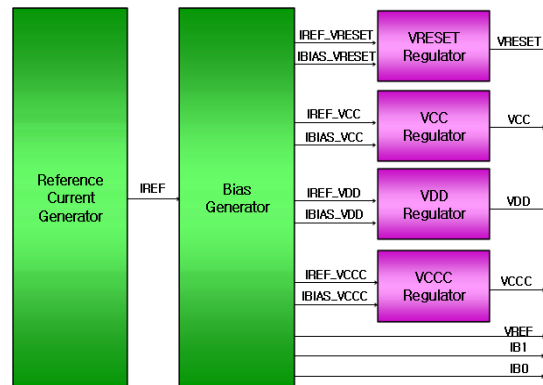 Reference
Current
Generator
IREF
Bias
Generator
IREF_VRESET
IBIAS_VRESET
VRESET
Regulator
VRESET
IREF_VCC
IBIAS_VCC
VCC
Regulator
VCC
IREF_VDD
IBIAS_VDD
VDD
Regulator
VDD
IREF_VCCC
IBIAS_VCCC
VCCC
Regulator
VCCC
VREF
IB1
IB0